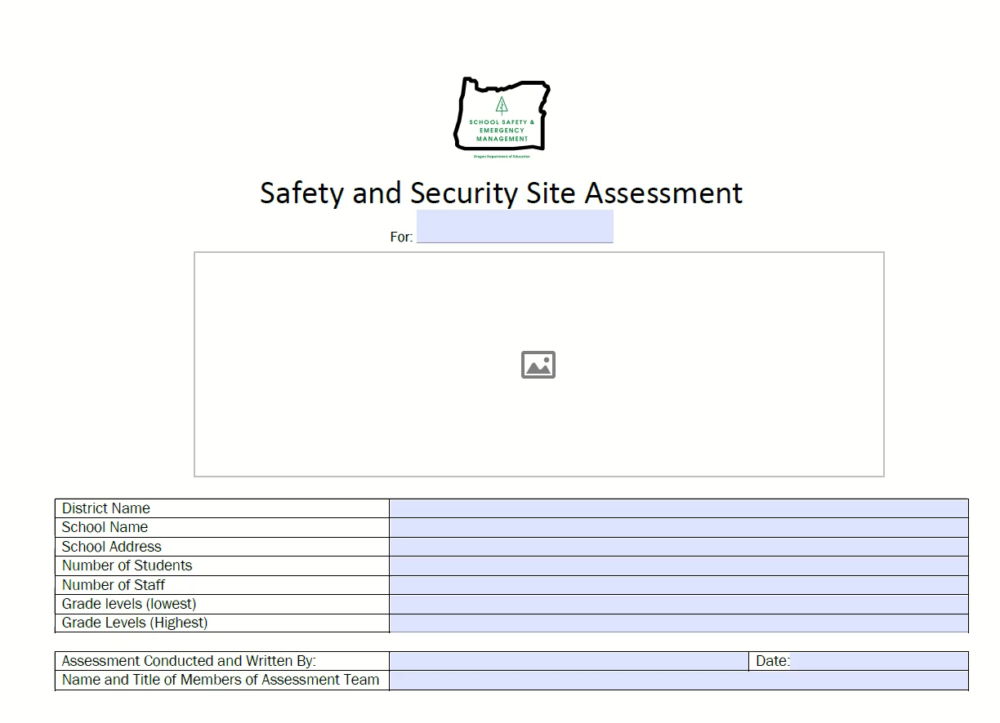 SCHOOL SAFETY &
EMERGENCY
MANAGEMENT
Oregon Department of Education
Safety and Security Site Assessment
For:
District Name
School Name
School Address
Number of Students
Number of Staff
Grade levels (lowest)
Grade Levels (Highest)
Assessment Conducted and Written By: Date:
Name and Title of Members of Assessment Team